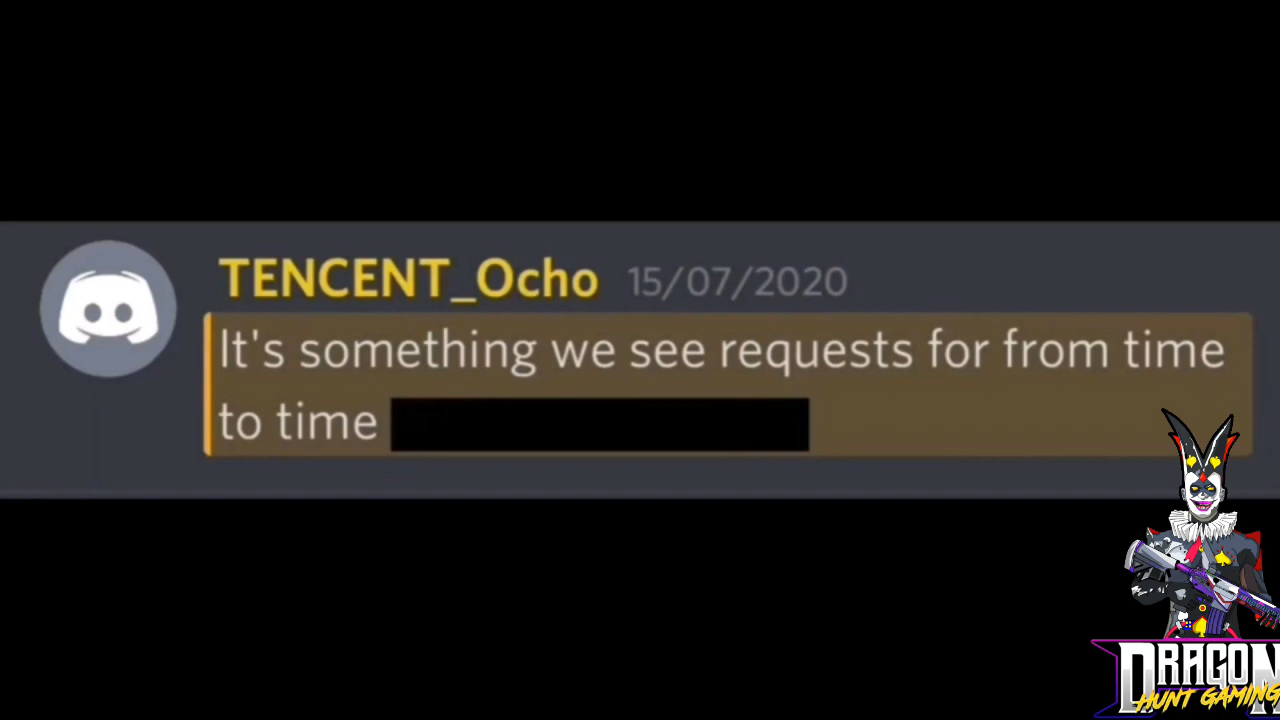 TENCENT_Ocho 15/07/2020
It's something we see requests for from time
to time
DRAGON
HUNT GAMING